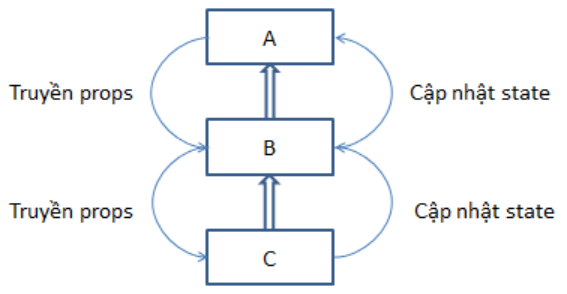 A
Truyền props
Cập nhật state
B
Truyền props
Cập nhật state
C